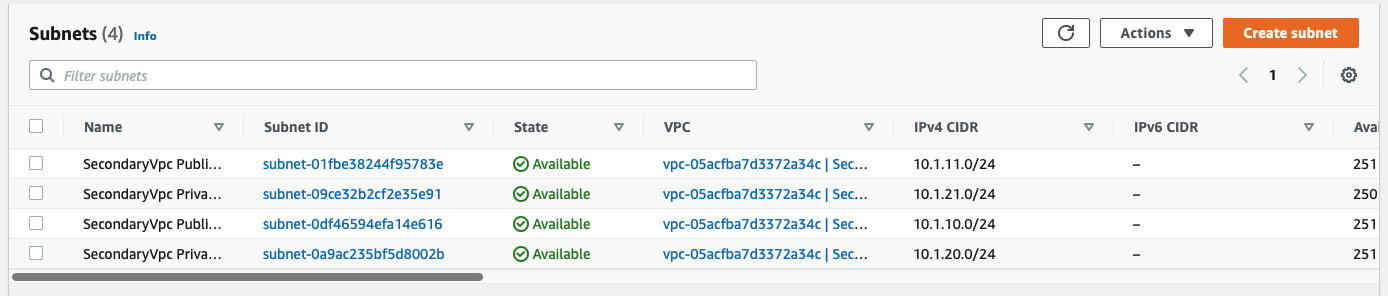 Subnets (4) Info
Actions
Create subnet
Filter subnets
1
Name Subnet ID State VPC IPv4 CIDR IPv6 CIDR Avai
SecondaryVpc Publi... subnet-01fbe38244f95783e Available vpc-05acfba7d3372a34c | Sec... 10.1.11.0/24 – 251
SecondaryVpc Priva... subnet-09ce32b2cf2e35e91 Available vpc-05acfba7d3372a34c | Sec... 10.1.21.0/24 – 250
SecondaryVpc Publi... subnet-0df46594efa14e616 Available vpc-05acfba7d3372a34c | Sec... 10.1.10.0/24 – 251
SecondaryVpc Priva... subnet-0a9ac235bf5d8002b Available vpc-05acfba7d3372a34c | Sec... 10.1.20.0/24 – 251